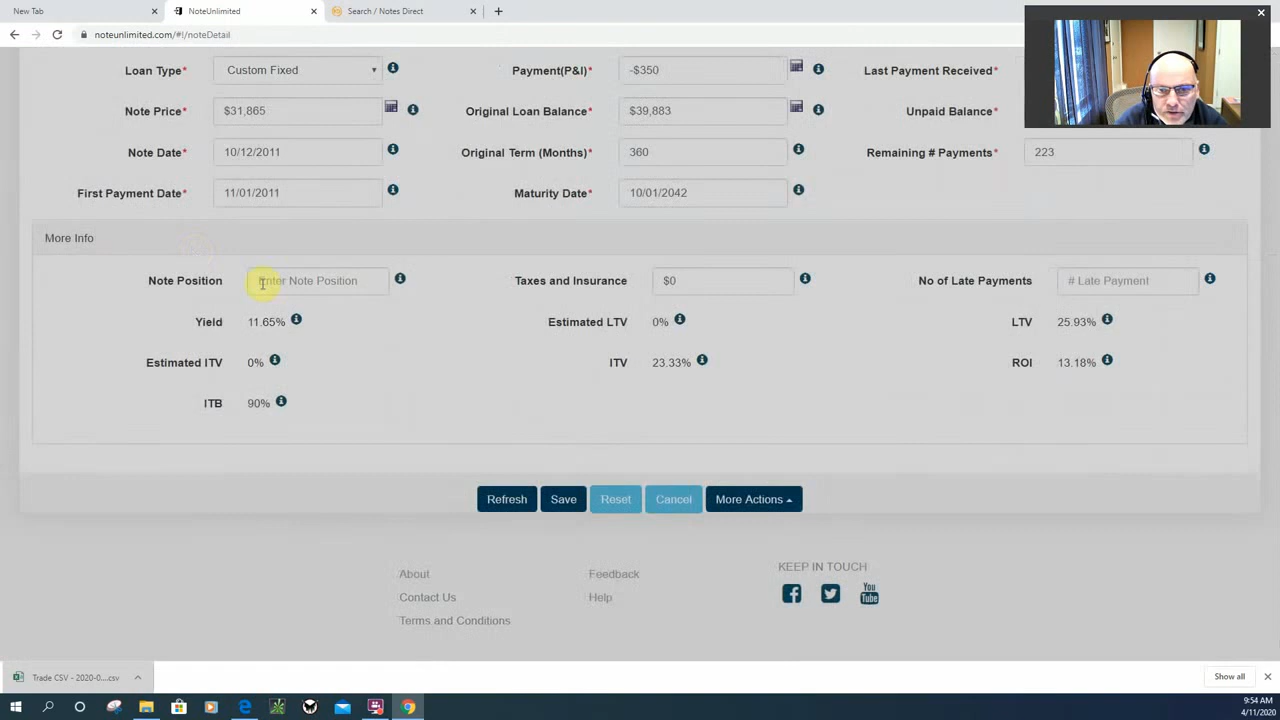 New Tab × NoteUnlimited × Search / Notes Direct × +
noteunlimited.com/#!/noteDetail
Loan Type* Custom Fixed Payment(P&I)* -$350 Last Payment Received*
Note Price* $31,865 Original Loan Balance* $39,883 Unpaid Balance*
Note Date* 10/12/2011 Original Term (Months)* 360 Remaining # Payments* 223
First Payment Date* 11/01/2011 Maturity Date* 10/01/2042
More Info
Note Position Enter Note Position Taxes and Insurance $0 No of Late Payments # Late Payment
Yield 11.65% Estimated LTV 0% LTV 25.93%
Estimated ITV 0% ITV 23.33% ROI 13.18%
ITB 90%
Refresh Save Reset Cancel More Actions
KEEP IN TOUCH
About Feedback
Contact Us Help
Terms and Conditions
You Tube
Trade CSV - 2020-0....csv Show all
9:54 AM
4/11/2020